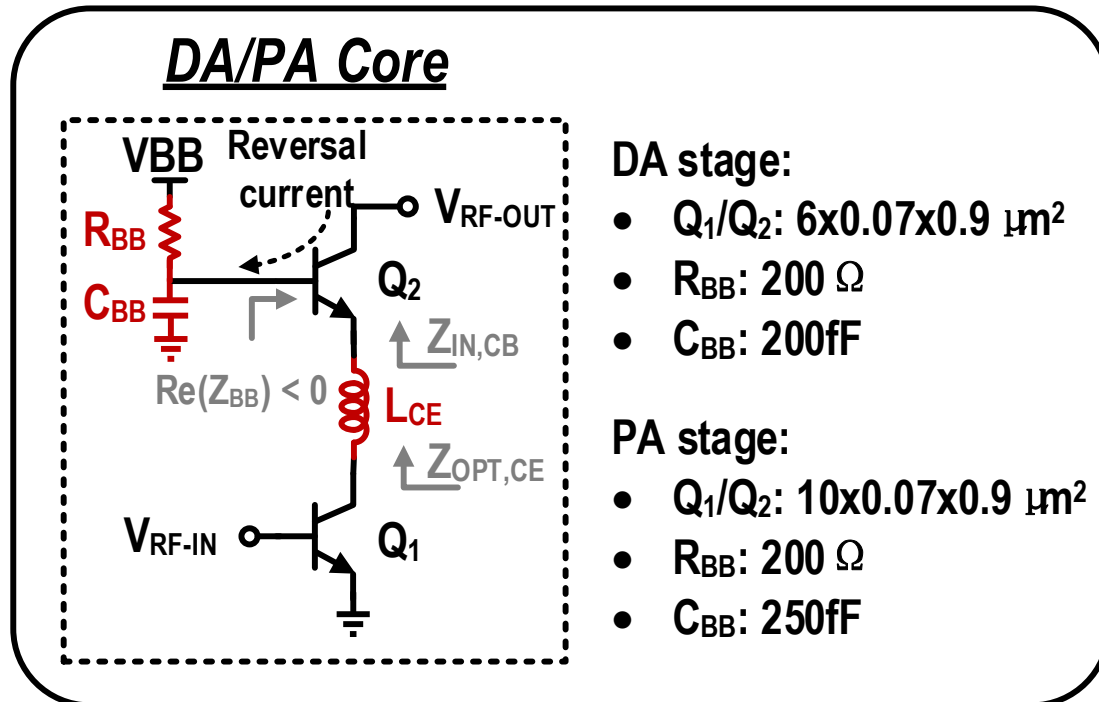 DA/PA Core
VBB
Reversal
current
VRF-OUT
RBB
Q2
CBB
ZIN,CB
Re(ZBB) < 0
LCE
ZOPT,CE
VRF-IN
Q1
DA stage:
• Q1/Q2: 6x0.07x0.9 μm²
• RBB: 200 Ω
• CBB: 200fF
PA stage:
• Q1/Q2: 10x0.07x0.9 μm²
• RBB: 200 Ω
• CBB: 250fF